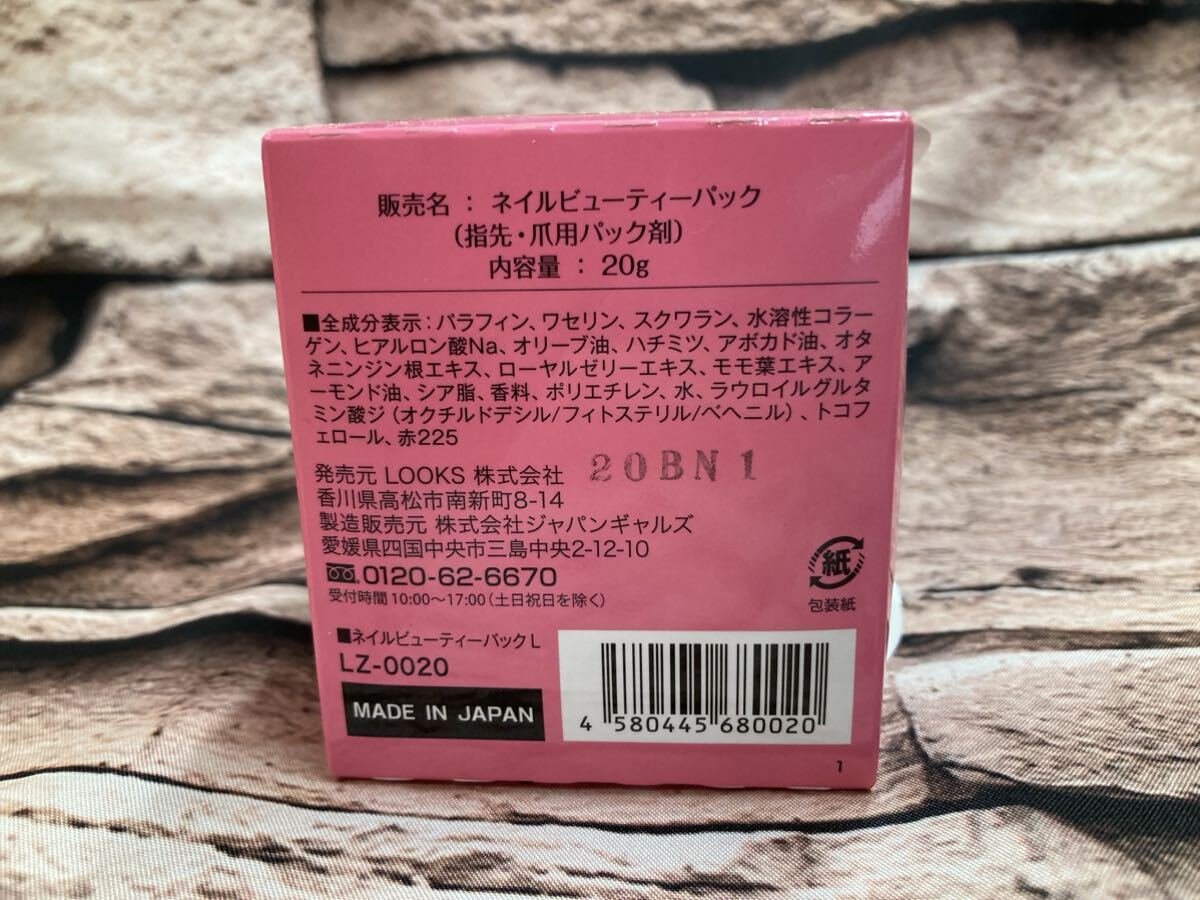 販売名 : ネイルビューティーパック
(指先・爪用パック剤)
内容量 : 20g
■全成分表示:パラフィン、ワセリン、スクワラン、水溶性コラー
ゲン、ヒアルロン酸Na、オリーブ油、ハチミツ、アボカド油、オタ
ネニンジン根エキス、ローヤルゼリーエキス、モモ葉エキス、ア
ーモンド油、シア脂、香料、ポリエチレン、水、ラウロイルグルタ
ミン酸ジ(オクチルドデシル/フィトステリル/ベヘニル)、トコフ
ェロール、赤225
発売元 LOOKS 株式会社
20BN1
香川県高松市南新町8-14
製造販売元 株式会社ジャパンギャルズ
愛媛県四国中央市三島中央2-12-10
0120-62-6670
受付時間 10:00〜17:00(土日祝日を除く)
紙
包装紙
■ネイルビューティーパックL
LZ-0020
MADE IN JAPAN
4 580445 680020
1